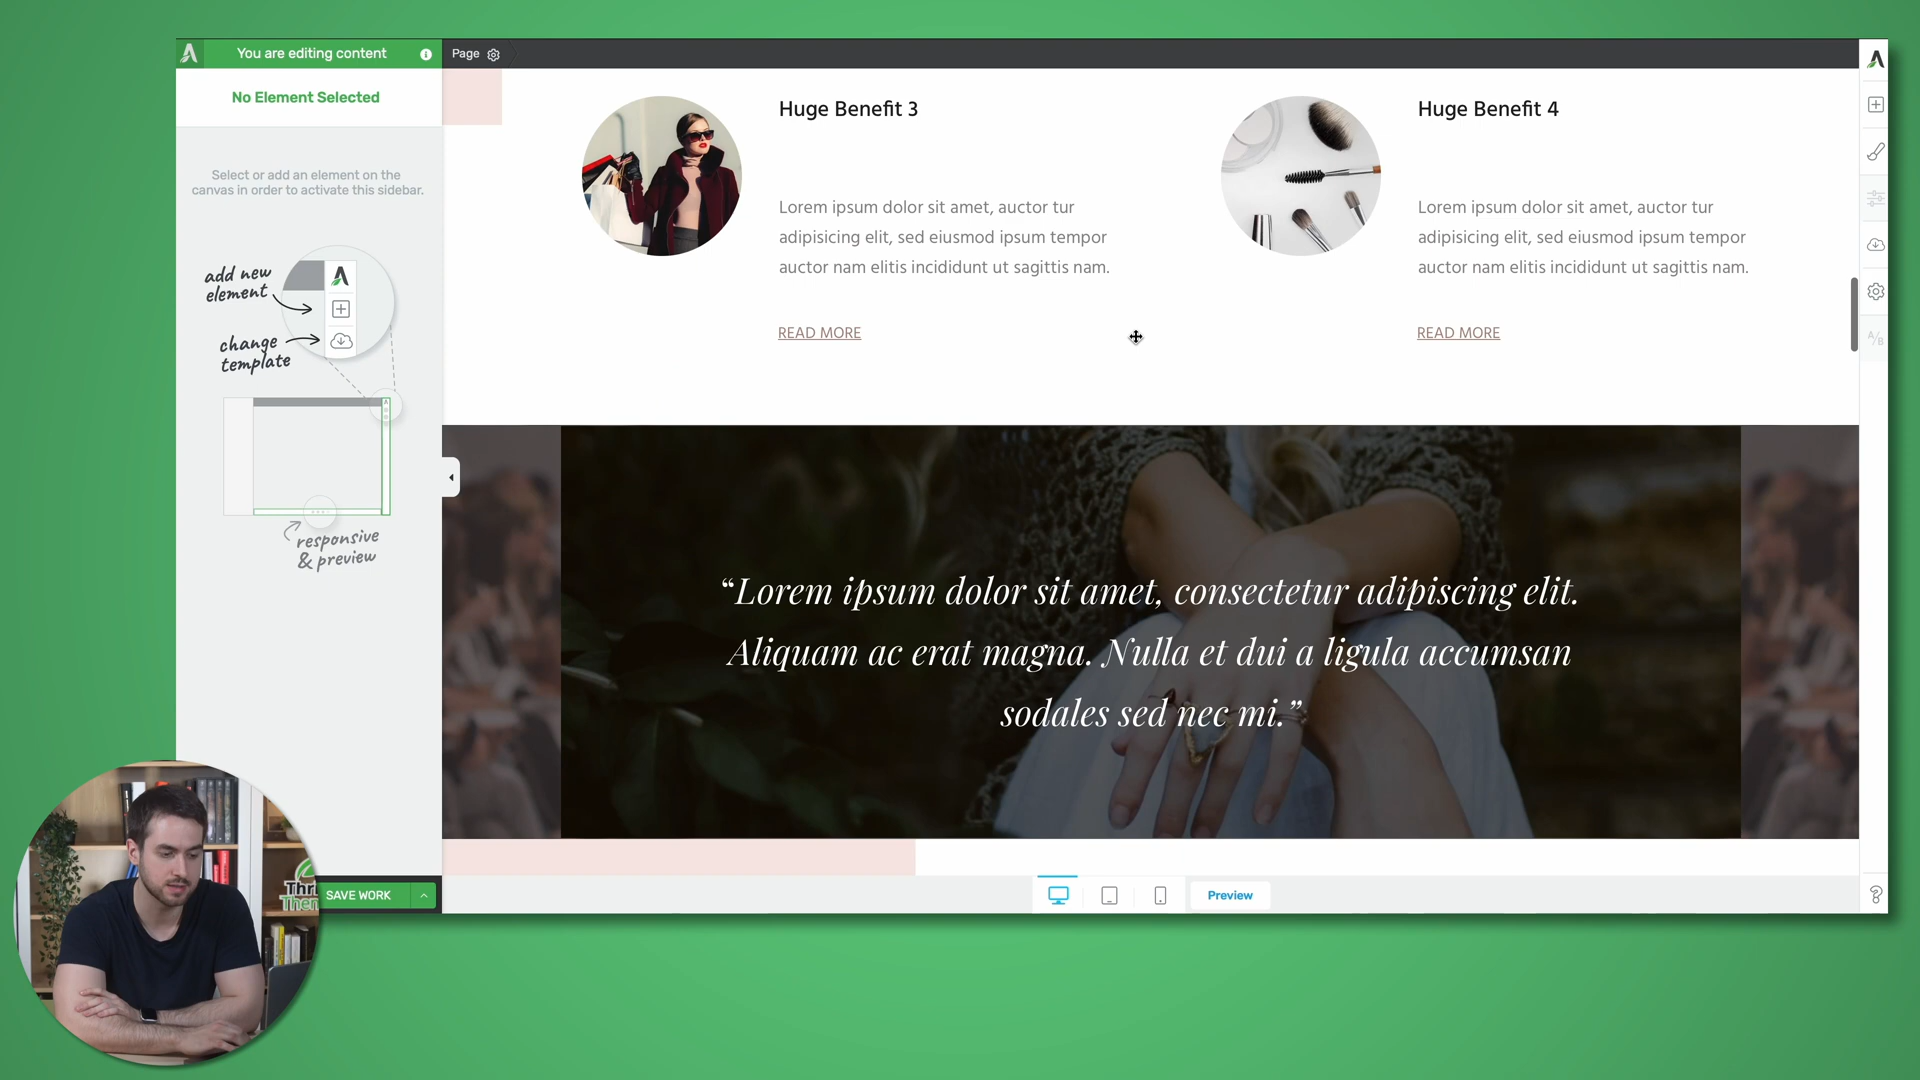 You are editing content
Page
No Element Selected
Select or add an element on the
canvas in order to activate this sidebar.
add new
element
change
template
responsive
& preview
Huge Benefit 3
Lorem ipsum dolor sit amet, auctor tur
adipisicing elit, sed eiusmod ipsum tempor
auctor nam elitis incididunt ut sagittis nam.
READ MORE
Huge Benefit 4
Lorem ipsum dolor sit amet, auctor tur
adipisicing elit, sed eiusmod ipsum tempor
auctor nam elitis incididunt ut sagittis nam.
READ MORE
A/B
“Lorem ipsum dolor sit amet, consectetur adipiscing elit.
Aliquam ac erat magna. Nulla et dui a ligula accumsan
sodales sed nec mi.”
Thri
Them
SAVE WORK
Preview